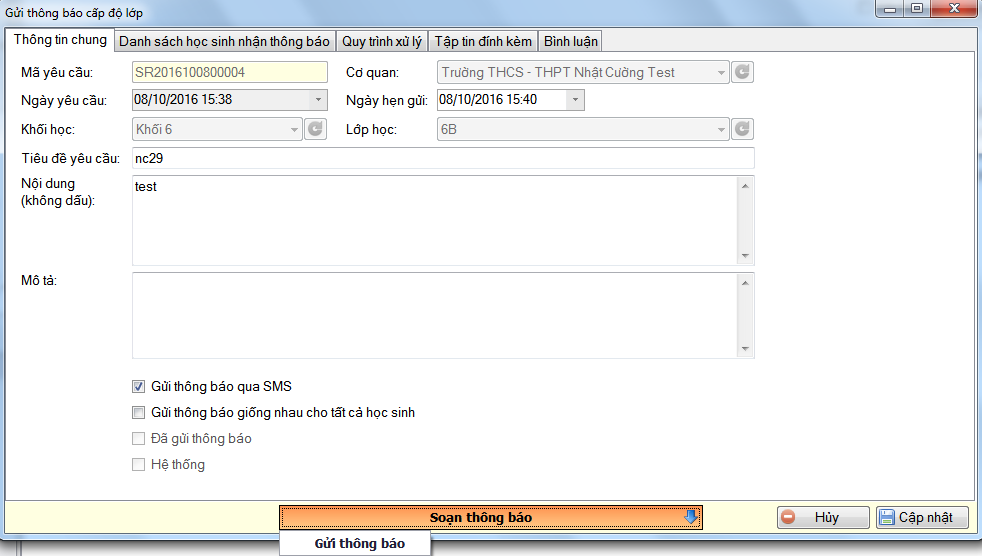 Gửi thông báo cấp độ lớp
Thông tin chung Danh sách học sinh nhận thông báo Quy trình xử lý Tập tin đính kèm Bình luận
Mã yêu cầu: SR2016100800004 Cơ quan: Trường THCS - THPT Nhật Cường Test
Ngày yêu cầu: 08/10/2016 15:38 Ngày hẹn gửi: 08/10/2016 15:40
Khối học: Khối 6 Lớp học: 6B
Tiêu đề yêu cầu: nc29
Nội dung test
(không dấu):
Mô tả:
Gửi thông báo qua SMS
Gửi thông báo giống nhau cho tất cả học sinh
Đã gửi thông báo
Hệ thống
Soạn thông báo Hủy Cập nhật
Gửi thông báo